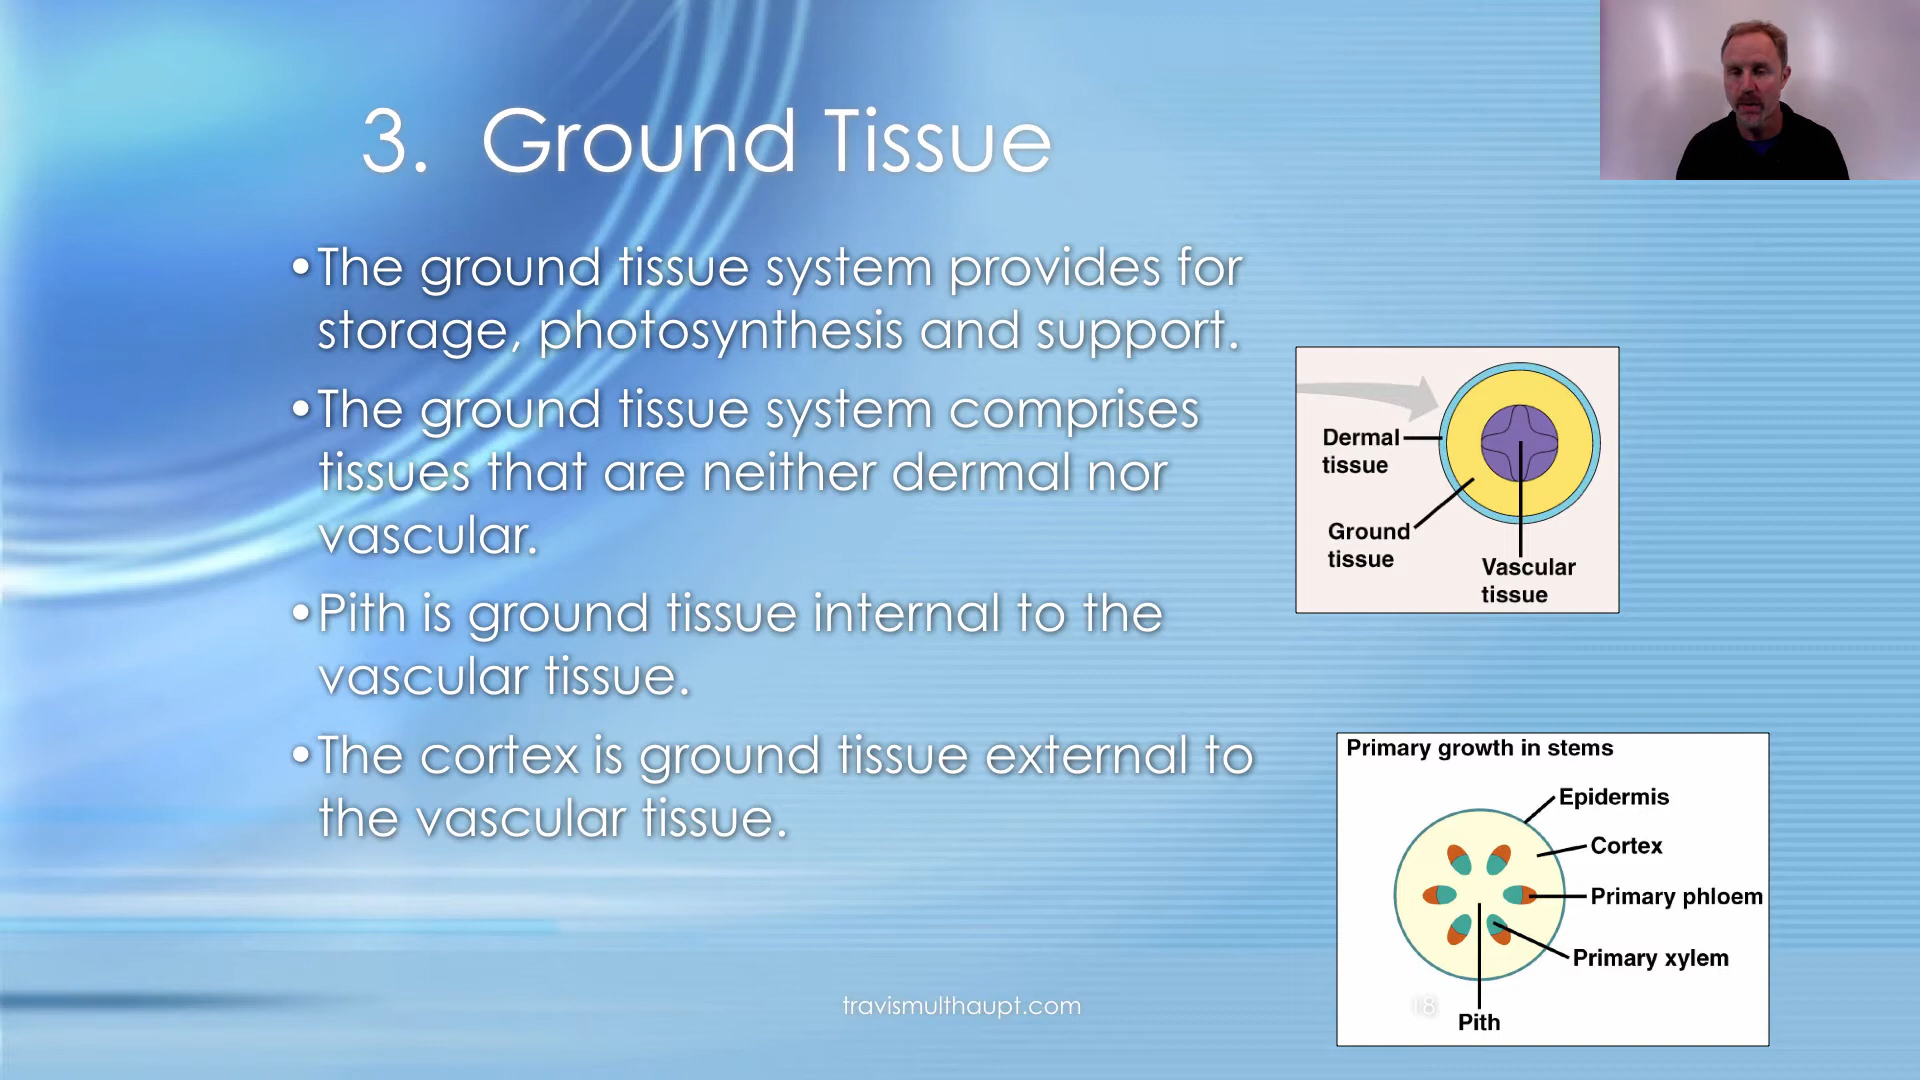 3. Ground Tissue
•The ground tissue system provides for
storage, photosynthesis and support.
•The ground tissue system comprises
tissues that are neither dermal nor
vascular.
•Pith is ground tissue internal to the
vascular tissue.
•The cortex is ground tissue external to
the vascular tissue.
Dermal
tissue
Ground
tissue
Vascular
tissue
Primary growth in stems
Epidermis
Cortex
Primary phloem
Primary xylem
Pith
travismulthaupt.com
18